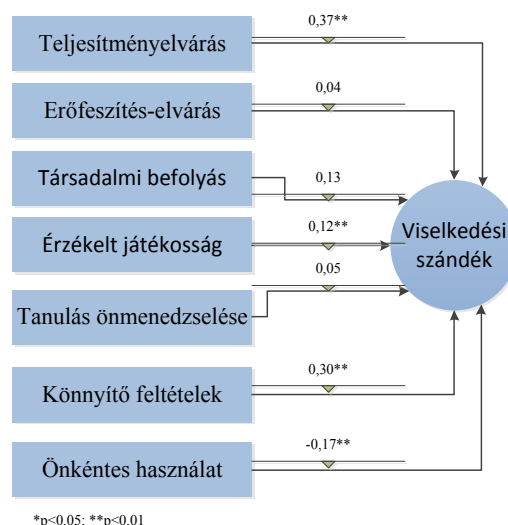 0,37**
Teljesítményelvárás
0,04
Erőfeszítés-elvárás
Társadalmi befolyás
0,13
0,12**
Érzékelt játékosság
Viselkedési
szándék
0,05
Tanulás önmenedzselése
0,30**
Könnyítő feltételek
-0,17**
Önkéntes használat
*p<0,05; **p<0,01